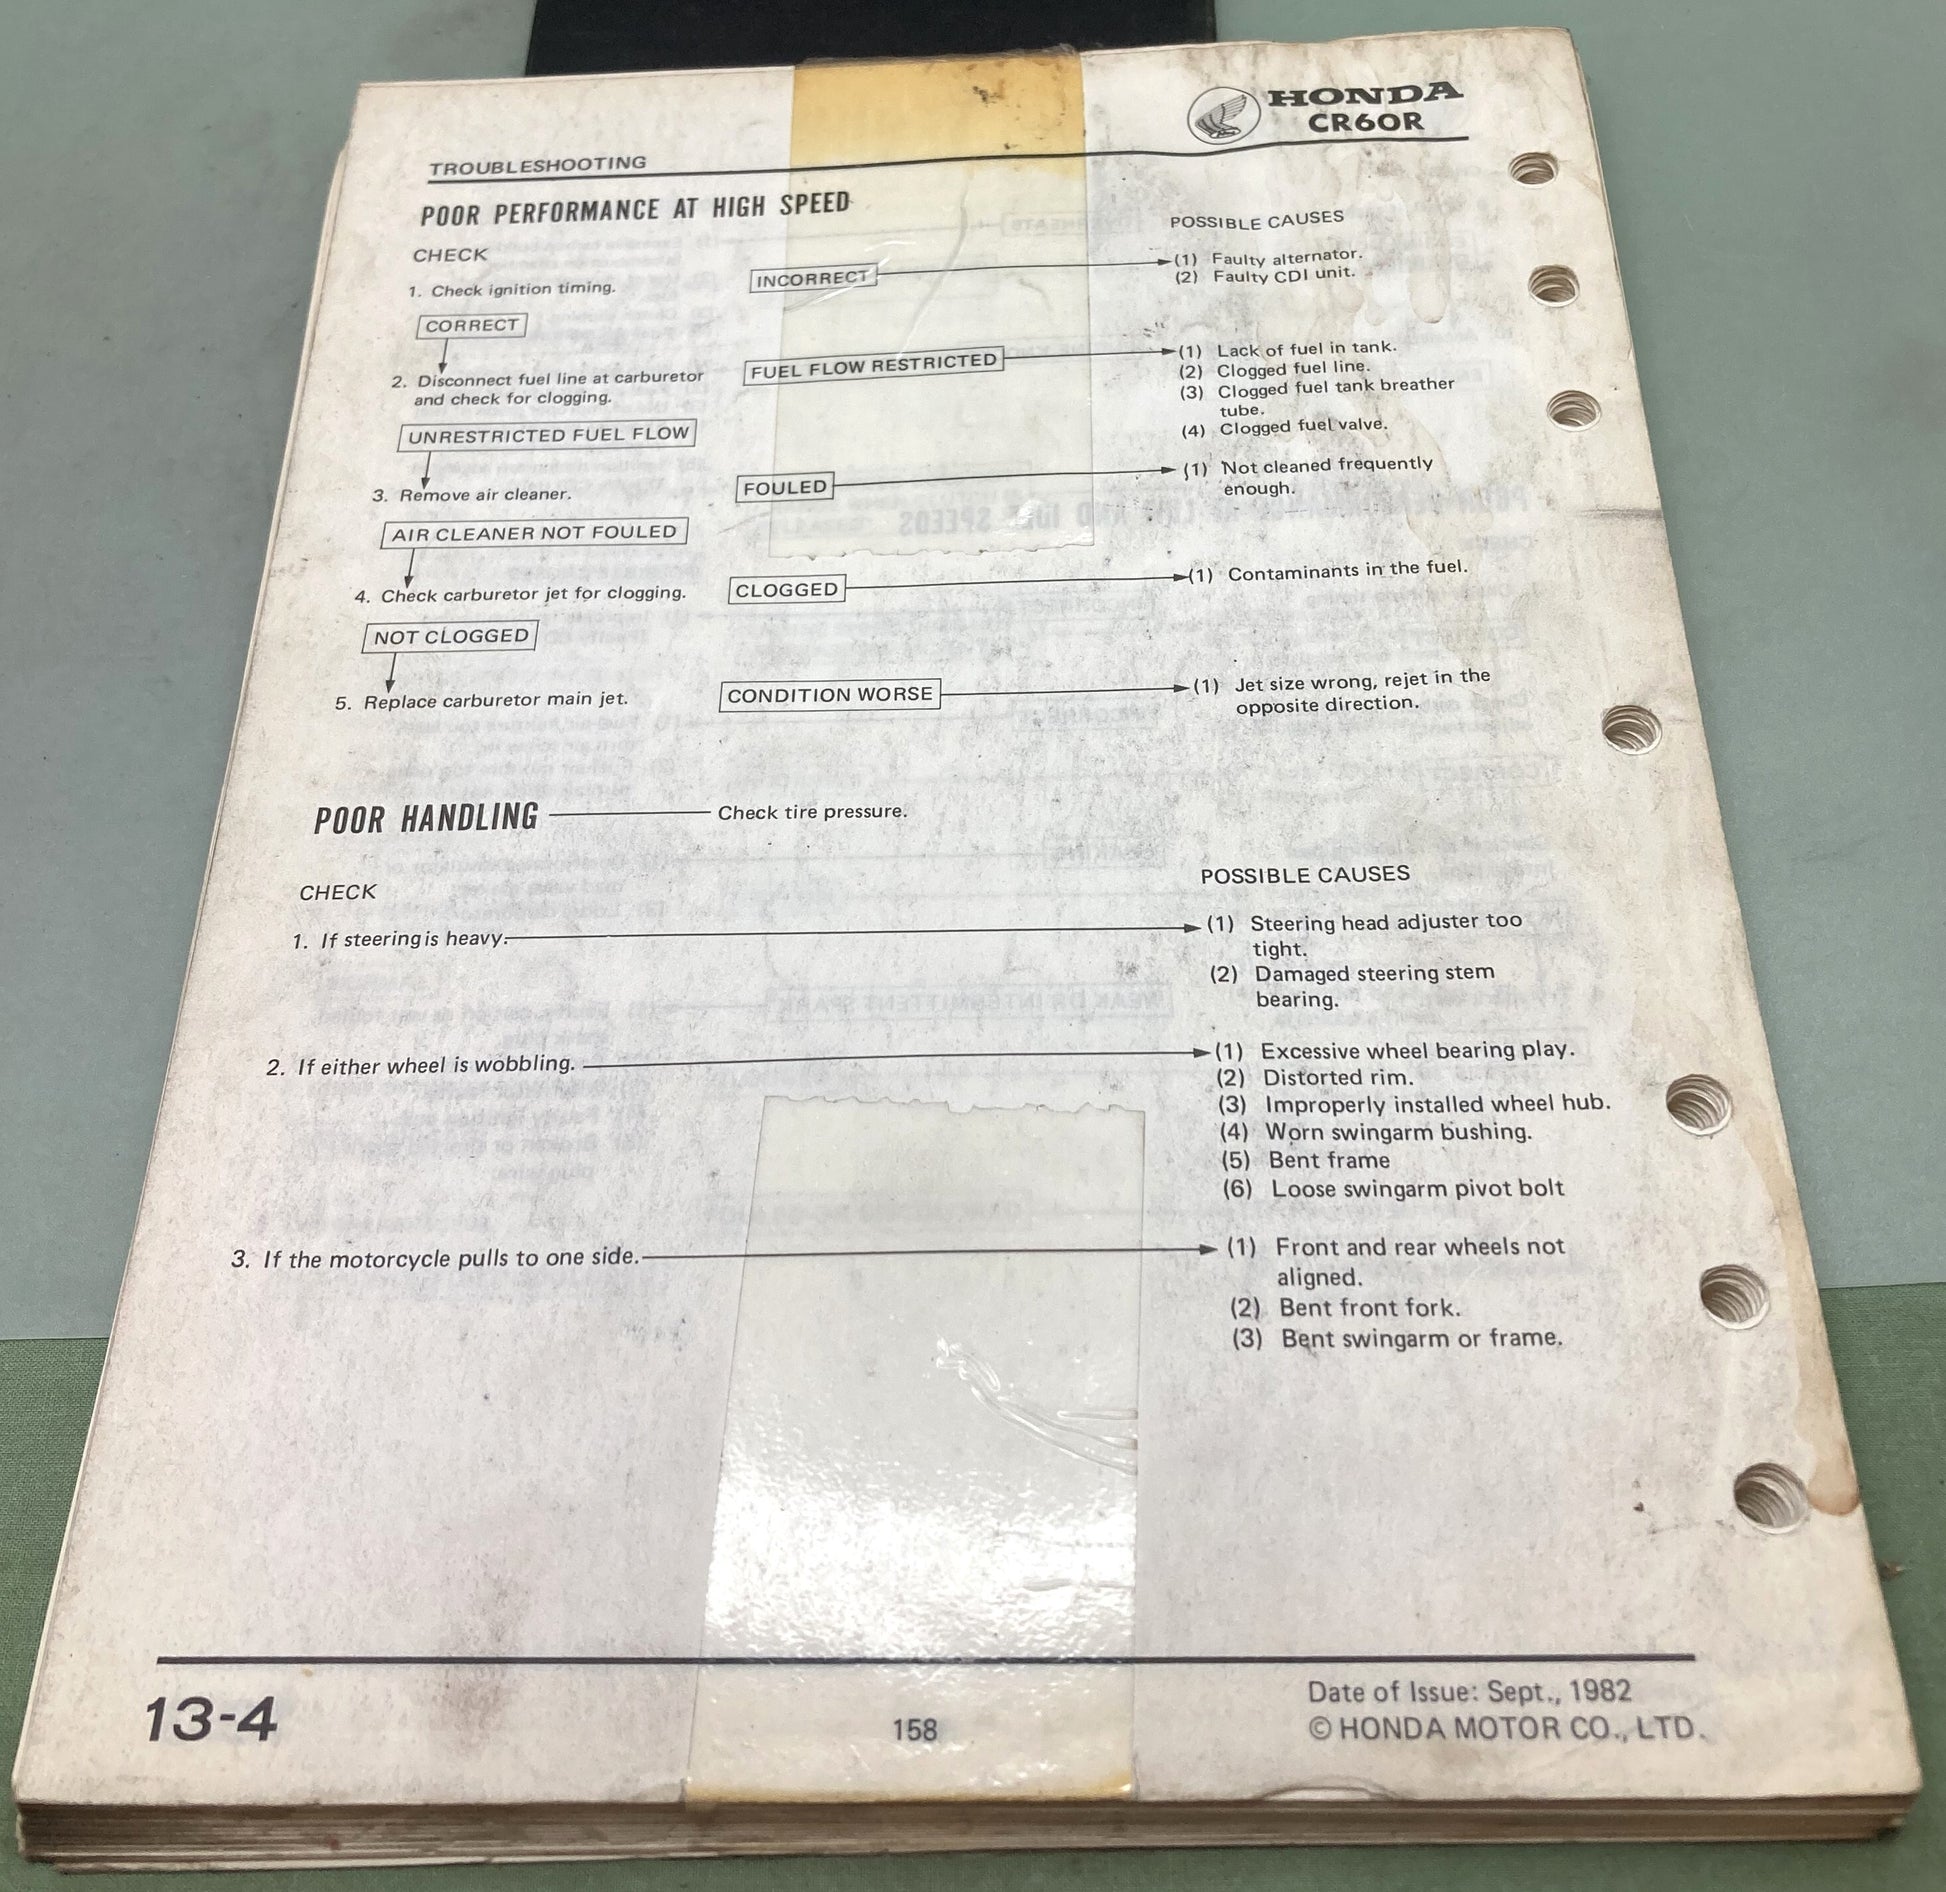 HONDA
CR60R
TROUBLESHOOTING
POOR PERFORMANCE AT HIGH SPEED
CHECK
POSSIBLE CAUSES
1. Check ignition timing.
INCORRECT
(1) Faulty alternator.
(2) Faulty CDI unit.
CORRECT
2. Disconnect fuel line at carburetor
and check for clogging.
FUEL FLOW RESTRICTED
(1) Lack of fuel in tank.
(2) Clogged fuel line.
(3) Clogged fuel tank breather
tube.
(4) Clogged fuel valve.
UNRESTRICTED FUEL FLOW
3. Remove air cleaner.
FOULED
(1) Not cleaned frequently
enough.
AIR CLEANER NOT FOULED
4. Check carburetor jet for clogging.
CLOGGED
(1) Contaminants in the fuel.
NOT CLOGGED
5. Replace carburetor main jet.
CONDITION WORSE
(1) Jet size wrong, rejet in the
opposite direction.
POOR HANDLING
Check tire pressure.
CHECK
POSSIBLE CAUSES
1. If steering is heavy.
(1) Steering head adjuster too
tight.
(2) Damaged steering stem
bearing.
2. If either wheel is wobbling.
(1) Excessive wheel bearing play.
(2) Distorted rim.
(3) Improperly installed wheel hub.
(4) Worn swingarm bushing.
(5) Bent frame
(6) Loose swingarm pivot bolt
3. If the motorcycle pulls to one side.
(1) Front and rear wheels not
aligned.
(2) Bent front fork.
(3) Bent swingarm or frame.
13-4
158
Date of Issue: Sept., 1982
© HONDA MOTOR CO., LTD.